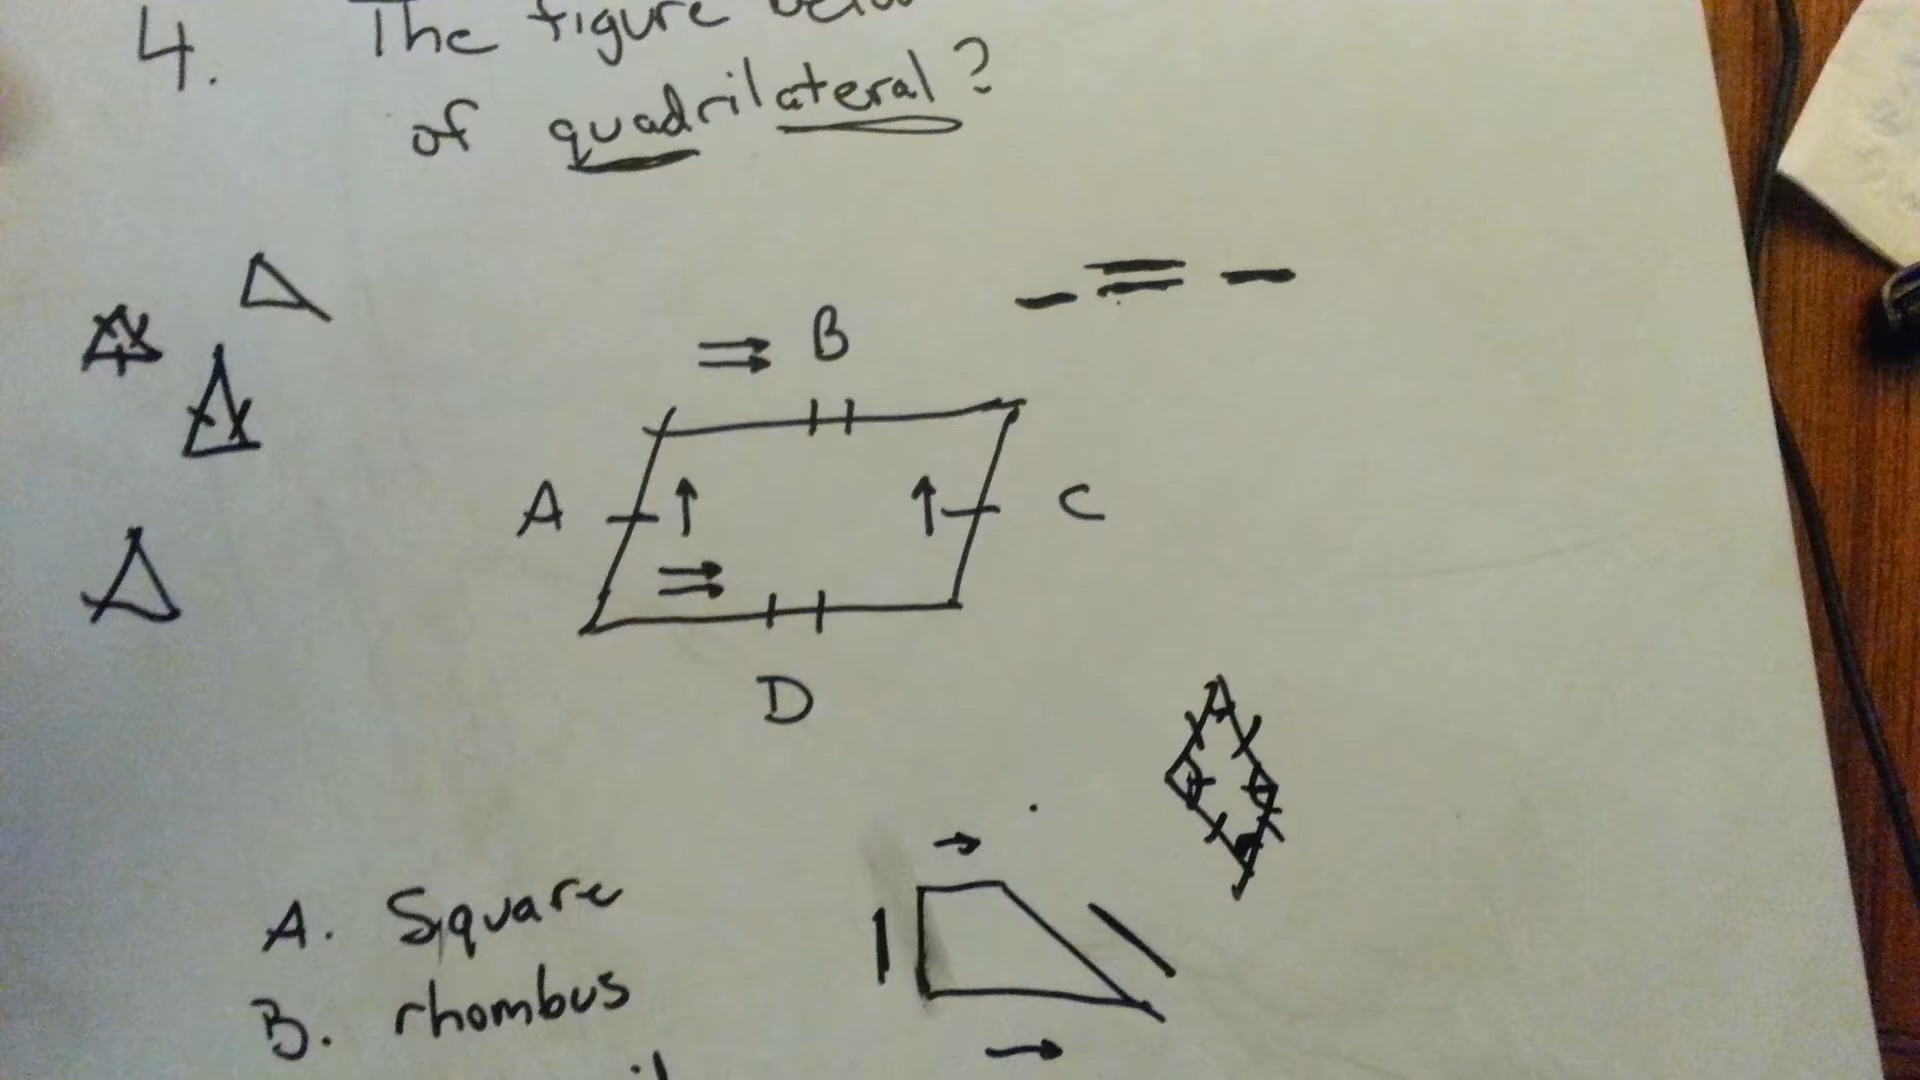 4. The figure
of quadrilateral?
B
A
C
D
A. Square
B. rhombus